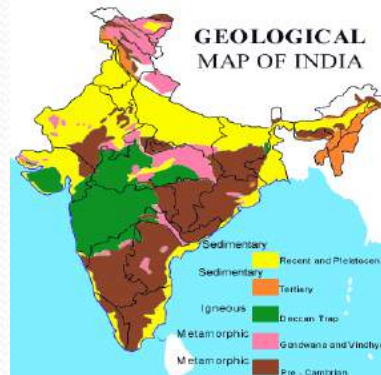 GEOLOGICAL
MAP OF INDIA
Sedimentary
Recent and Pleistocen
Sedimentary
Tertiary
Igneous
Deccan Trap
Metamorphic
Gondwana and Vindhy
Metamorphic
Pre - Cambrian